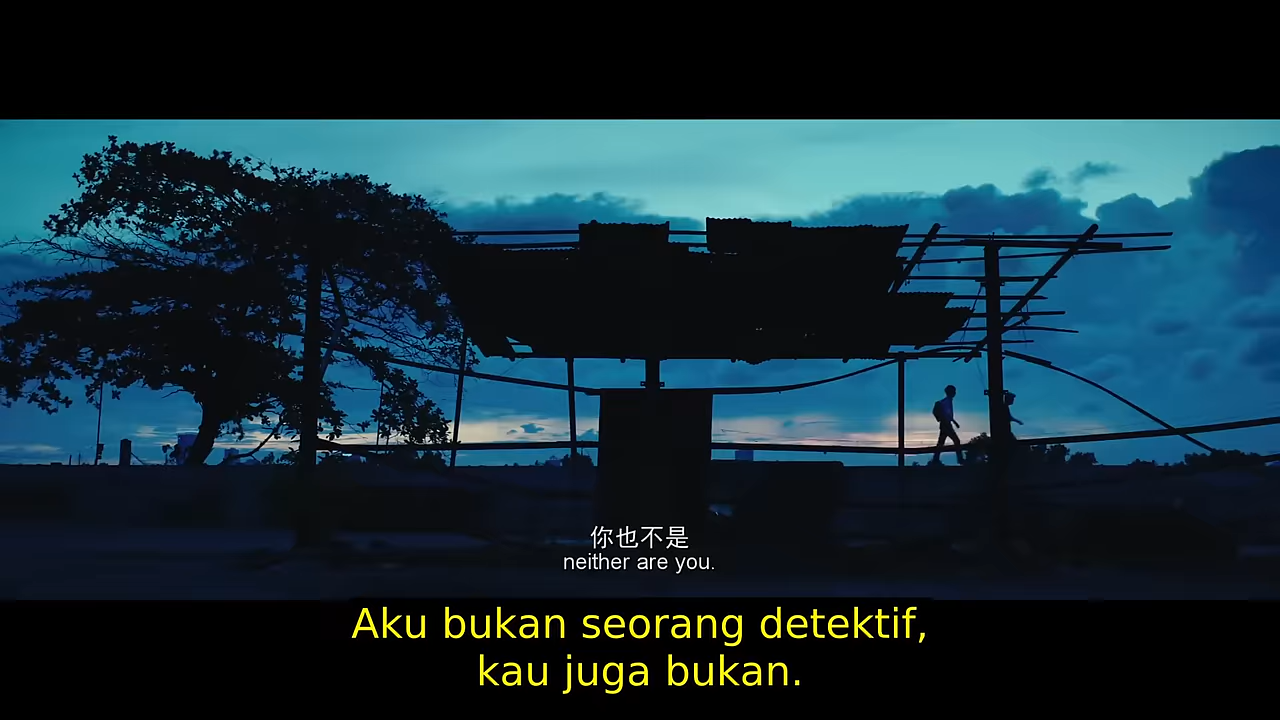 你也不是
neither are you.
Aku bukan seorang detektif,
kau juga bukan.